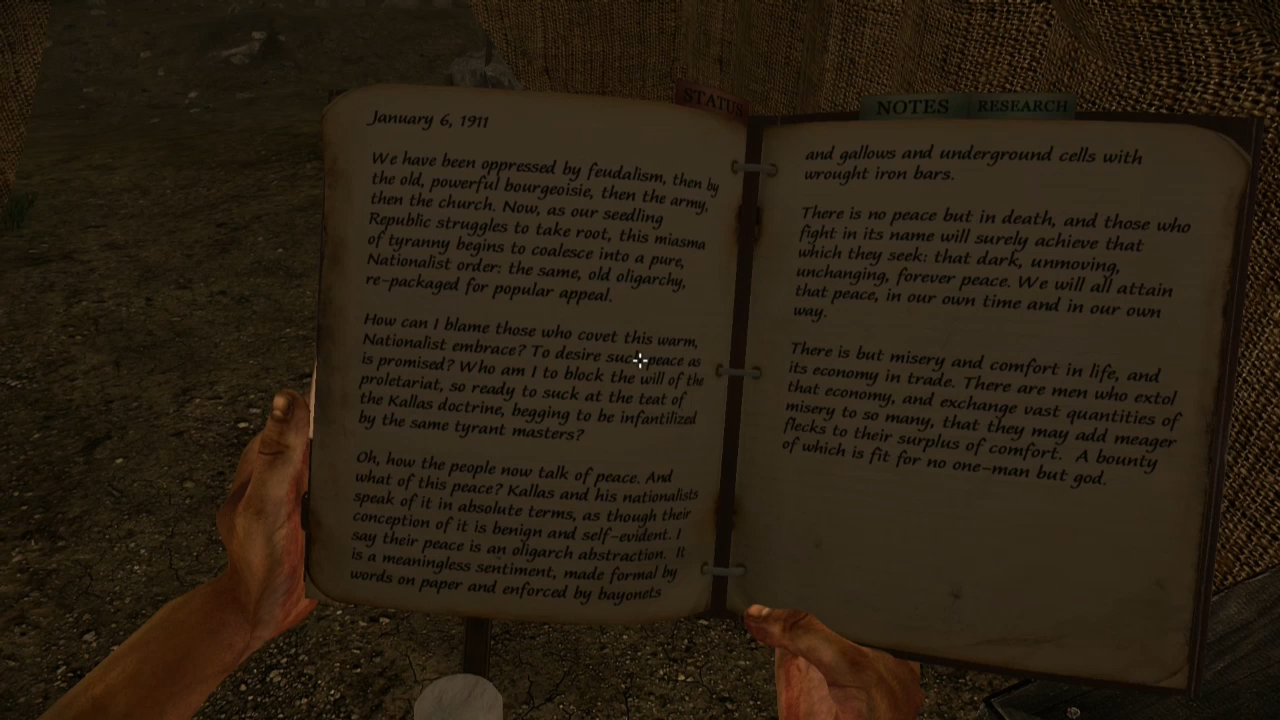 STATUS
NOTES
RESEARCH
January 6, 1911
We have been oppressed by feudalism, then by
the old, powerful bourgeoisie, then the army,
then the church. Now, as our seedling
Republic struggles to take root, this miasma
of tyranny begins to coalesce into a pure,
Nationalist order: the same, old oligarchy,
re-packaged for popular appeal.
How can I blame those who covet this warm,
Nationalist embrace? To desire such peace as
is promised? Who am I to block the will of the
proletariat, so ready to suck at the teat of
the Kallas doctrine, begging to be infantilized
by the same tyrant masters?
Oh, how the people now talk of peace. And
what of this peace? Kallas and his nationalists
speak of it in absolute terms, as though their
conception of it is benign and self-evident. I
say their peace is an oligarch abstraction. It
is a meaningless sentiment, made formal by
words on paper and enforced by bayonets
and gallows and underground cells with
wrought iron bars.
There is no peace but in death, and those who
fight in its name will surely achieve that
which they seek: that dark, unmoving,
unchanging, forever peace. We will all attain
that peace, in our own time and in our own
way.
There is but misery and comfort in life, and
its economy in trade. There are men who extol
that economy, and exchange vast quantities of
misery to so many, that they may add meager
flecks to their surplus of comfort. A bounty
of which is fit for no one-man but god.